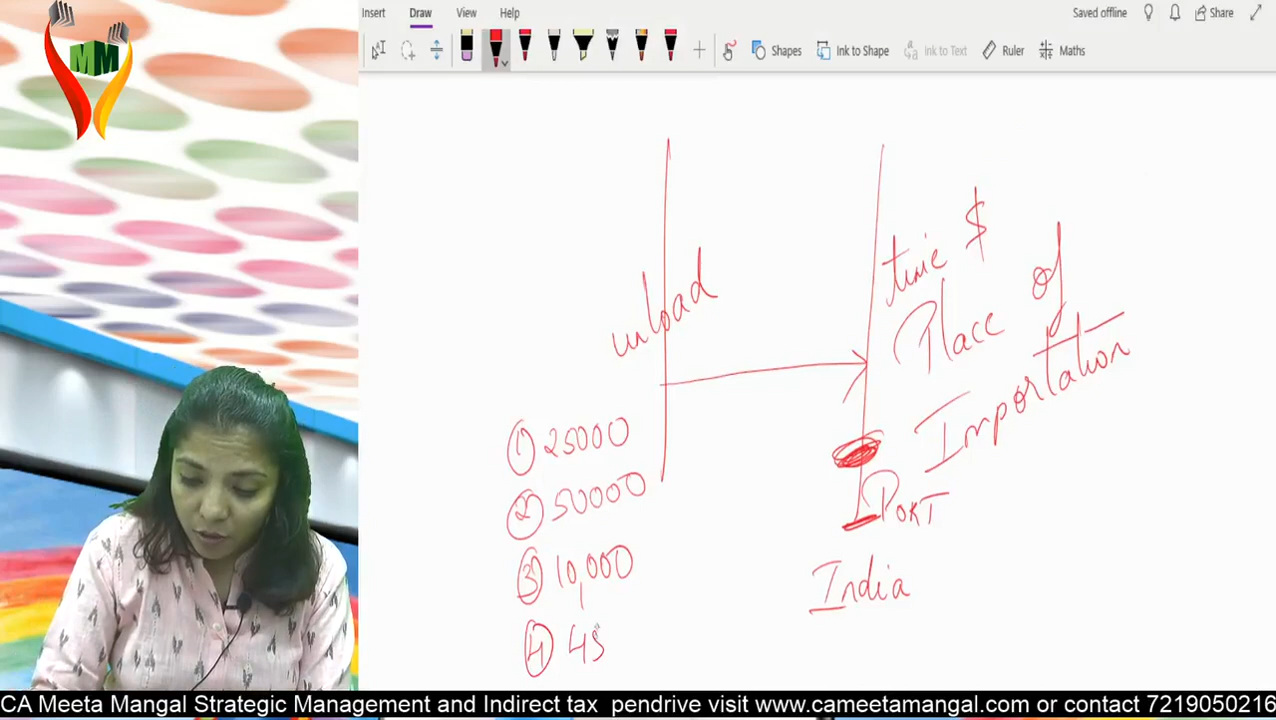 Insert Draw View Help Saved offline Share
Shapes Ink to Shape Ink to Text Ruler Maths
MM
unload
time $
Place of
Importation
① 25000
② 50000
③ 10,000
④ 45
PORT
India
CA Meeta Mangal Strategic Management and Indirect tax pendrive visit www.cameetamangal.com or contact 7219050216